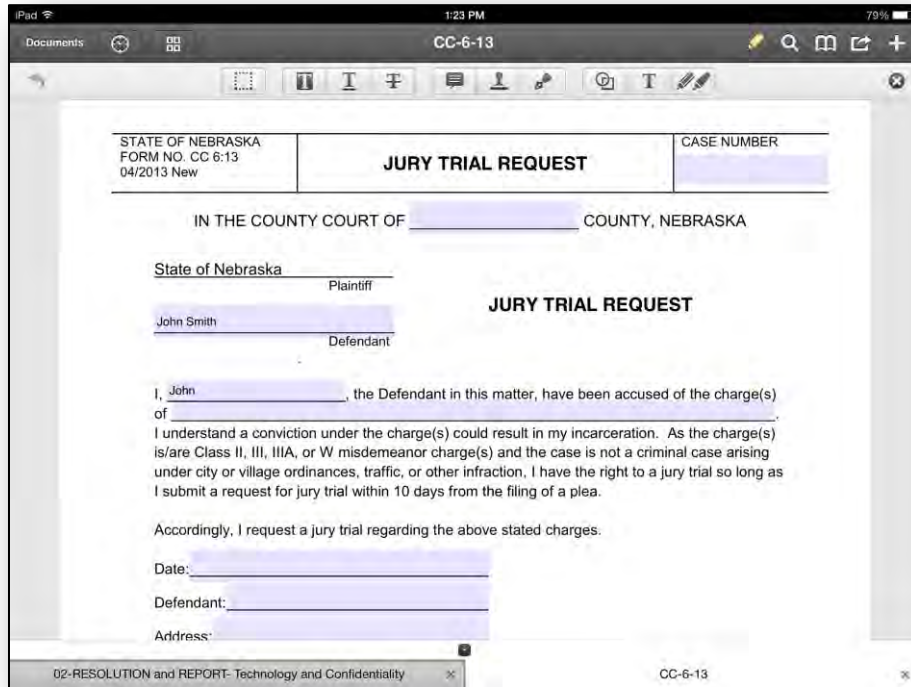 iPad 1:23 PM 79%
Documents CC-6-13
T T T T
STATE OF NEBRASKA
FORM NO. CC 6:13
04/2013 New
JURY TRIAL REQUEST
CASE NUMBER
IN THE COUNTY COURT OF COUNTY, NEBRASKA
State of Nebraska
Plaintiff
JURY TRIAL REQUEST
John Smith
Defendant
I, John, the Defendant in this matter, have been accused of the charge(s)
of .
I understand a conviction under the charge(s) could result in my incarceration. As the charge(s)
is/are Class II, III, IIIA, or W misdemeanor charge(s) and the case is not a criminal case arising
under city or village ordinances, traffic, or other infraction, I have the right to a jury trial so long as
I submit a request for jury trial within 10 days from the filing of a plea.
Accordingly, I request a jury trial regarding the above stated charges.
Date:
Defendant:
Address:
02-RESOLUTION and REPORT- Technology and Confidentiality × CC-6-13 ×